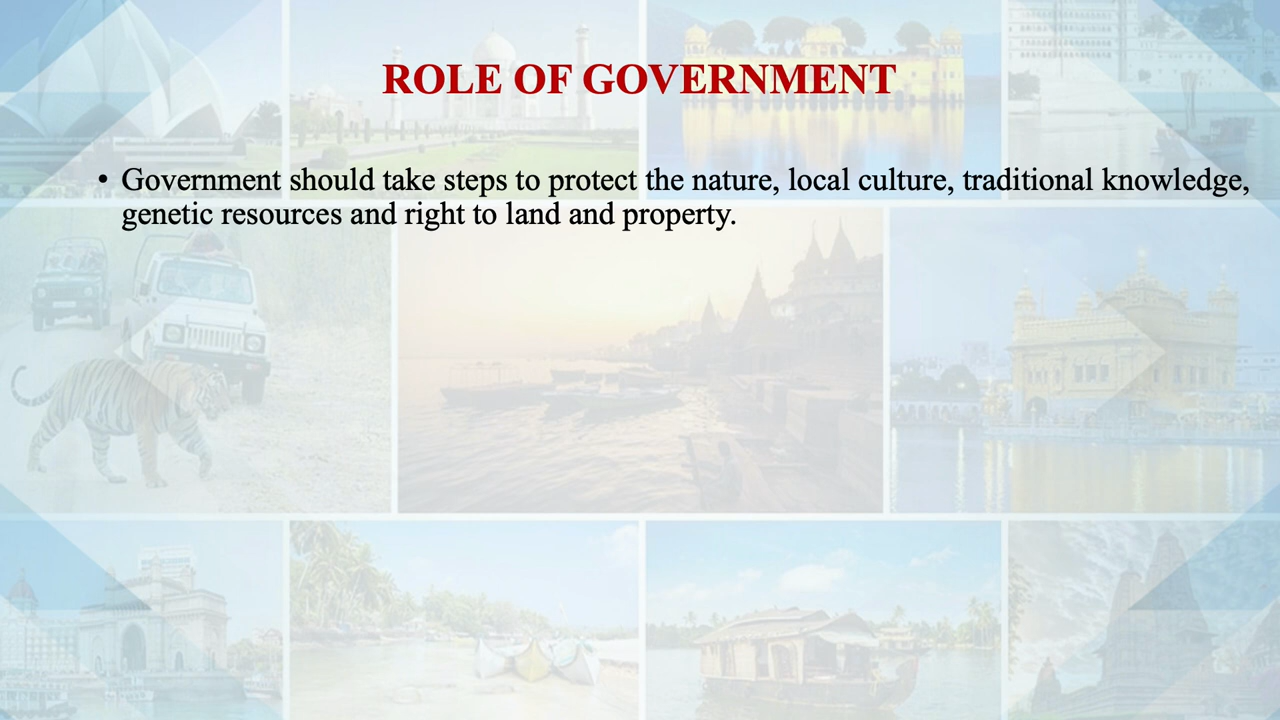 ROLE OF GOVERNMENT
• Government should take steps to protect the nature, local culture, traditional knowledge,
genetic resources and right to land and property.